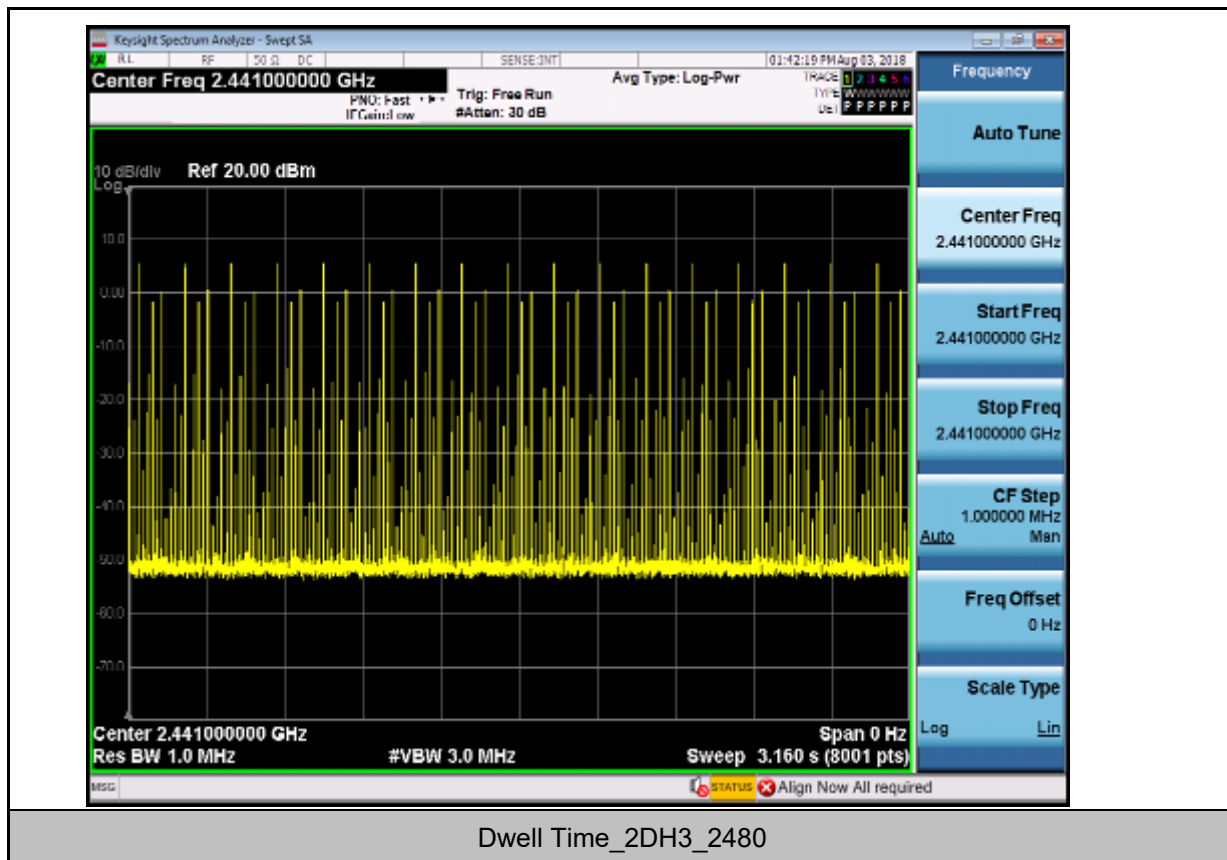 Keysight Spectrum Analyzer - Swept SA
RL RF 50 Ω DC SENSE:INT 01:42:19 PM Aug 03, 2018
Center Freq 2.441000000 GHz Avg Type: Log-Pwr TRACE 1 2 3 4 5 6
PNO: Fast Trig: Free Run TYPE WWWWWW
IFGain:Low #Atten: 30 dB DET P P P P P P
10 dB/div Ref 20.00 dBm
Log
10.0
0.00
-10.0
-20.0
-30.0
-40.0
-50.0
-60.0
-70.0
Center 2.441000000 GHz Span 0 Hz
Res BW 1.0 MHz #VBW 3.0 MHz Sweep 3.160 s (8001 pts)
MSG STATUS Align Now All required
Frequency
Auto Tune
Center Freq
2.441000000 GHz
Start Freq
2.441000000 GHz
Stop Freq
2.441000000 GHz
CF Step
1.000000 MHz
Auto Man
Freq Offset
0 Hz
Scale Type
Log Lin
Dwell Time_2DH3_2480